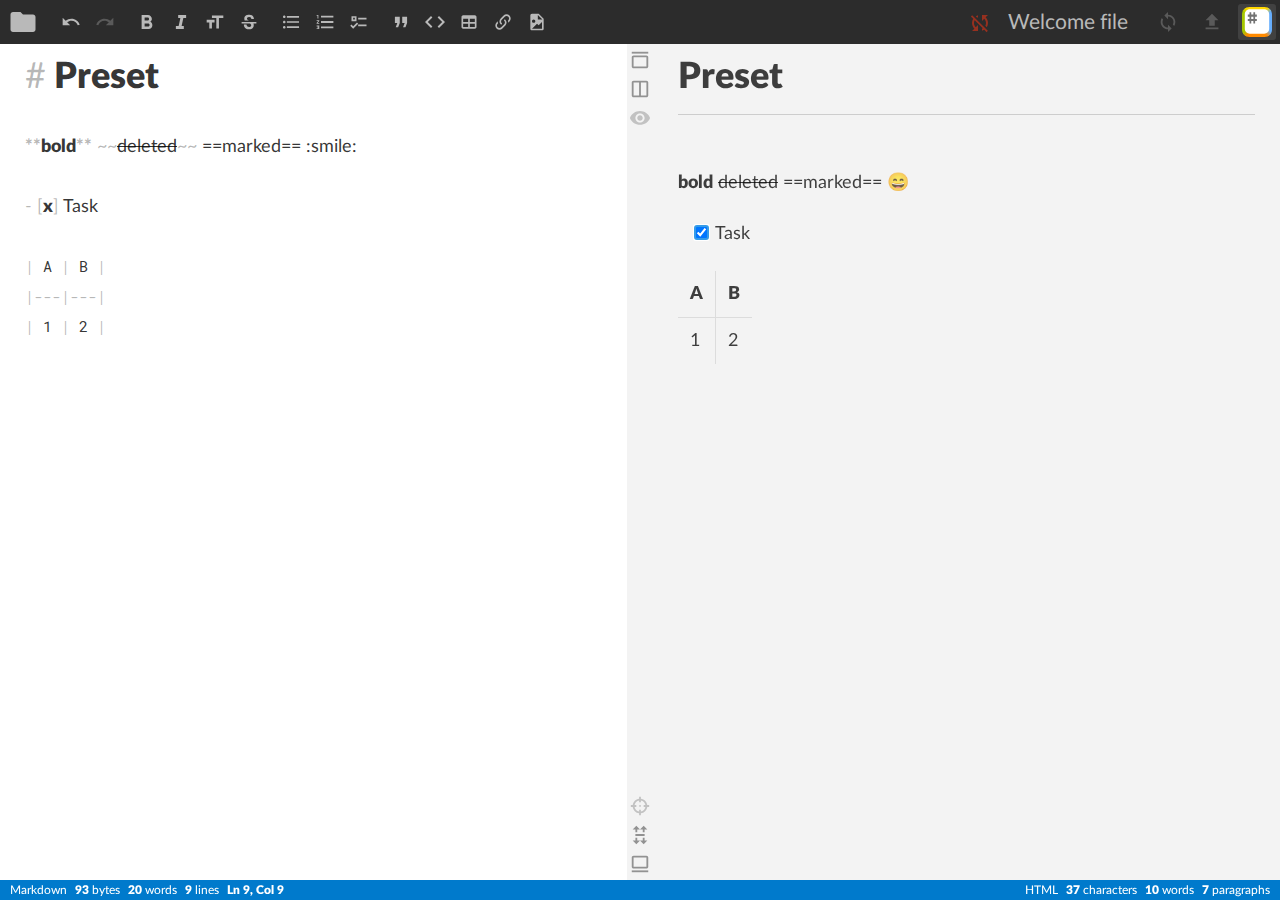 Welcome file
#
# Preset
**bold** ~~deleted~~ ==marked== :smile:
- [x] Task
| A | B |
|---|---|
| 1 | 2 |
Preset
bold deleted ==marked== 😄
Task
A B
1 2
Markdown 93 bytes 20 words 9 lines Ln 9, Col 9
HTML 37 characters 10 words 7 paragraphs